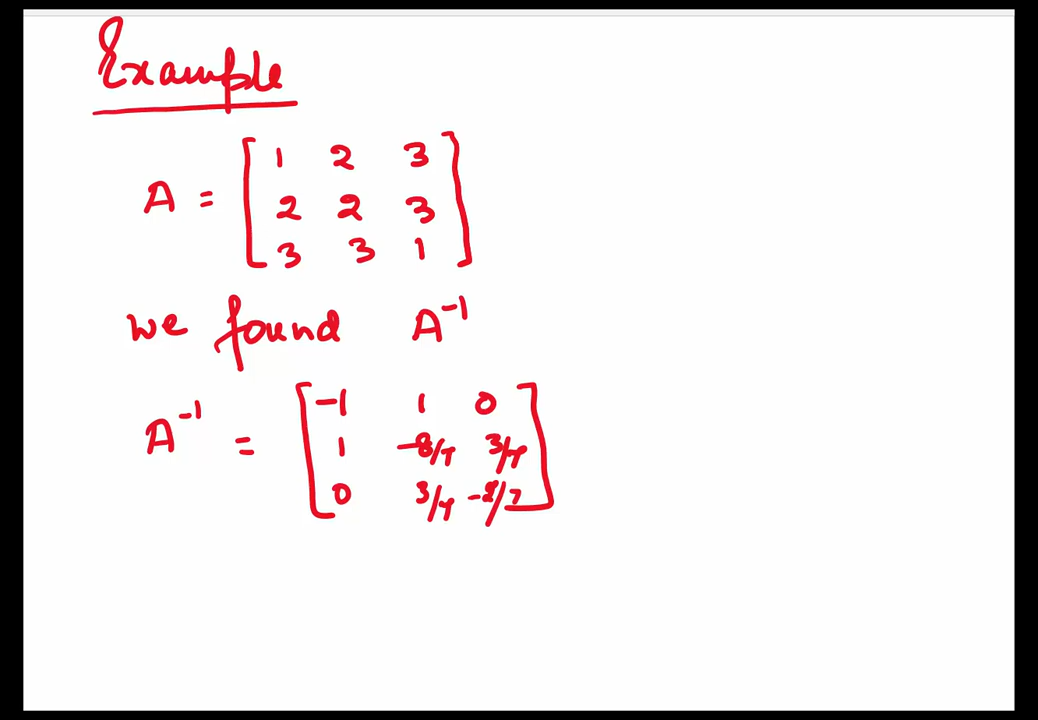 Example
A = [ 1 2 3
2 2 3
3 3 1 ]
we found A⁻¹
A⁻¹ = [ -1 1 0
1 -8/7 3/7
0 3/7 -2/7 ]